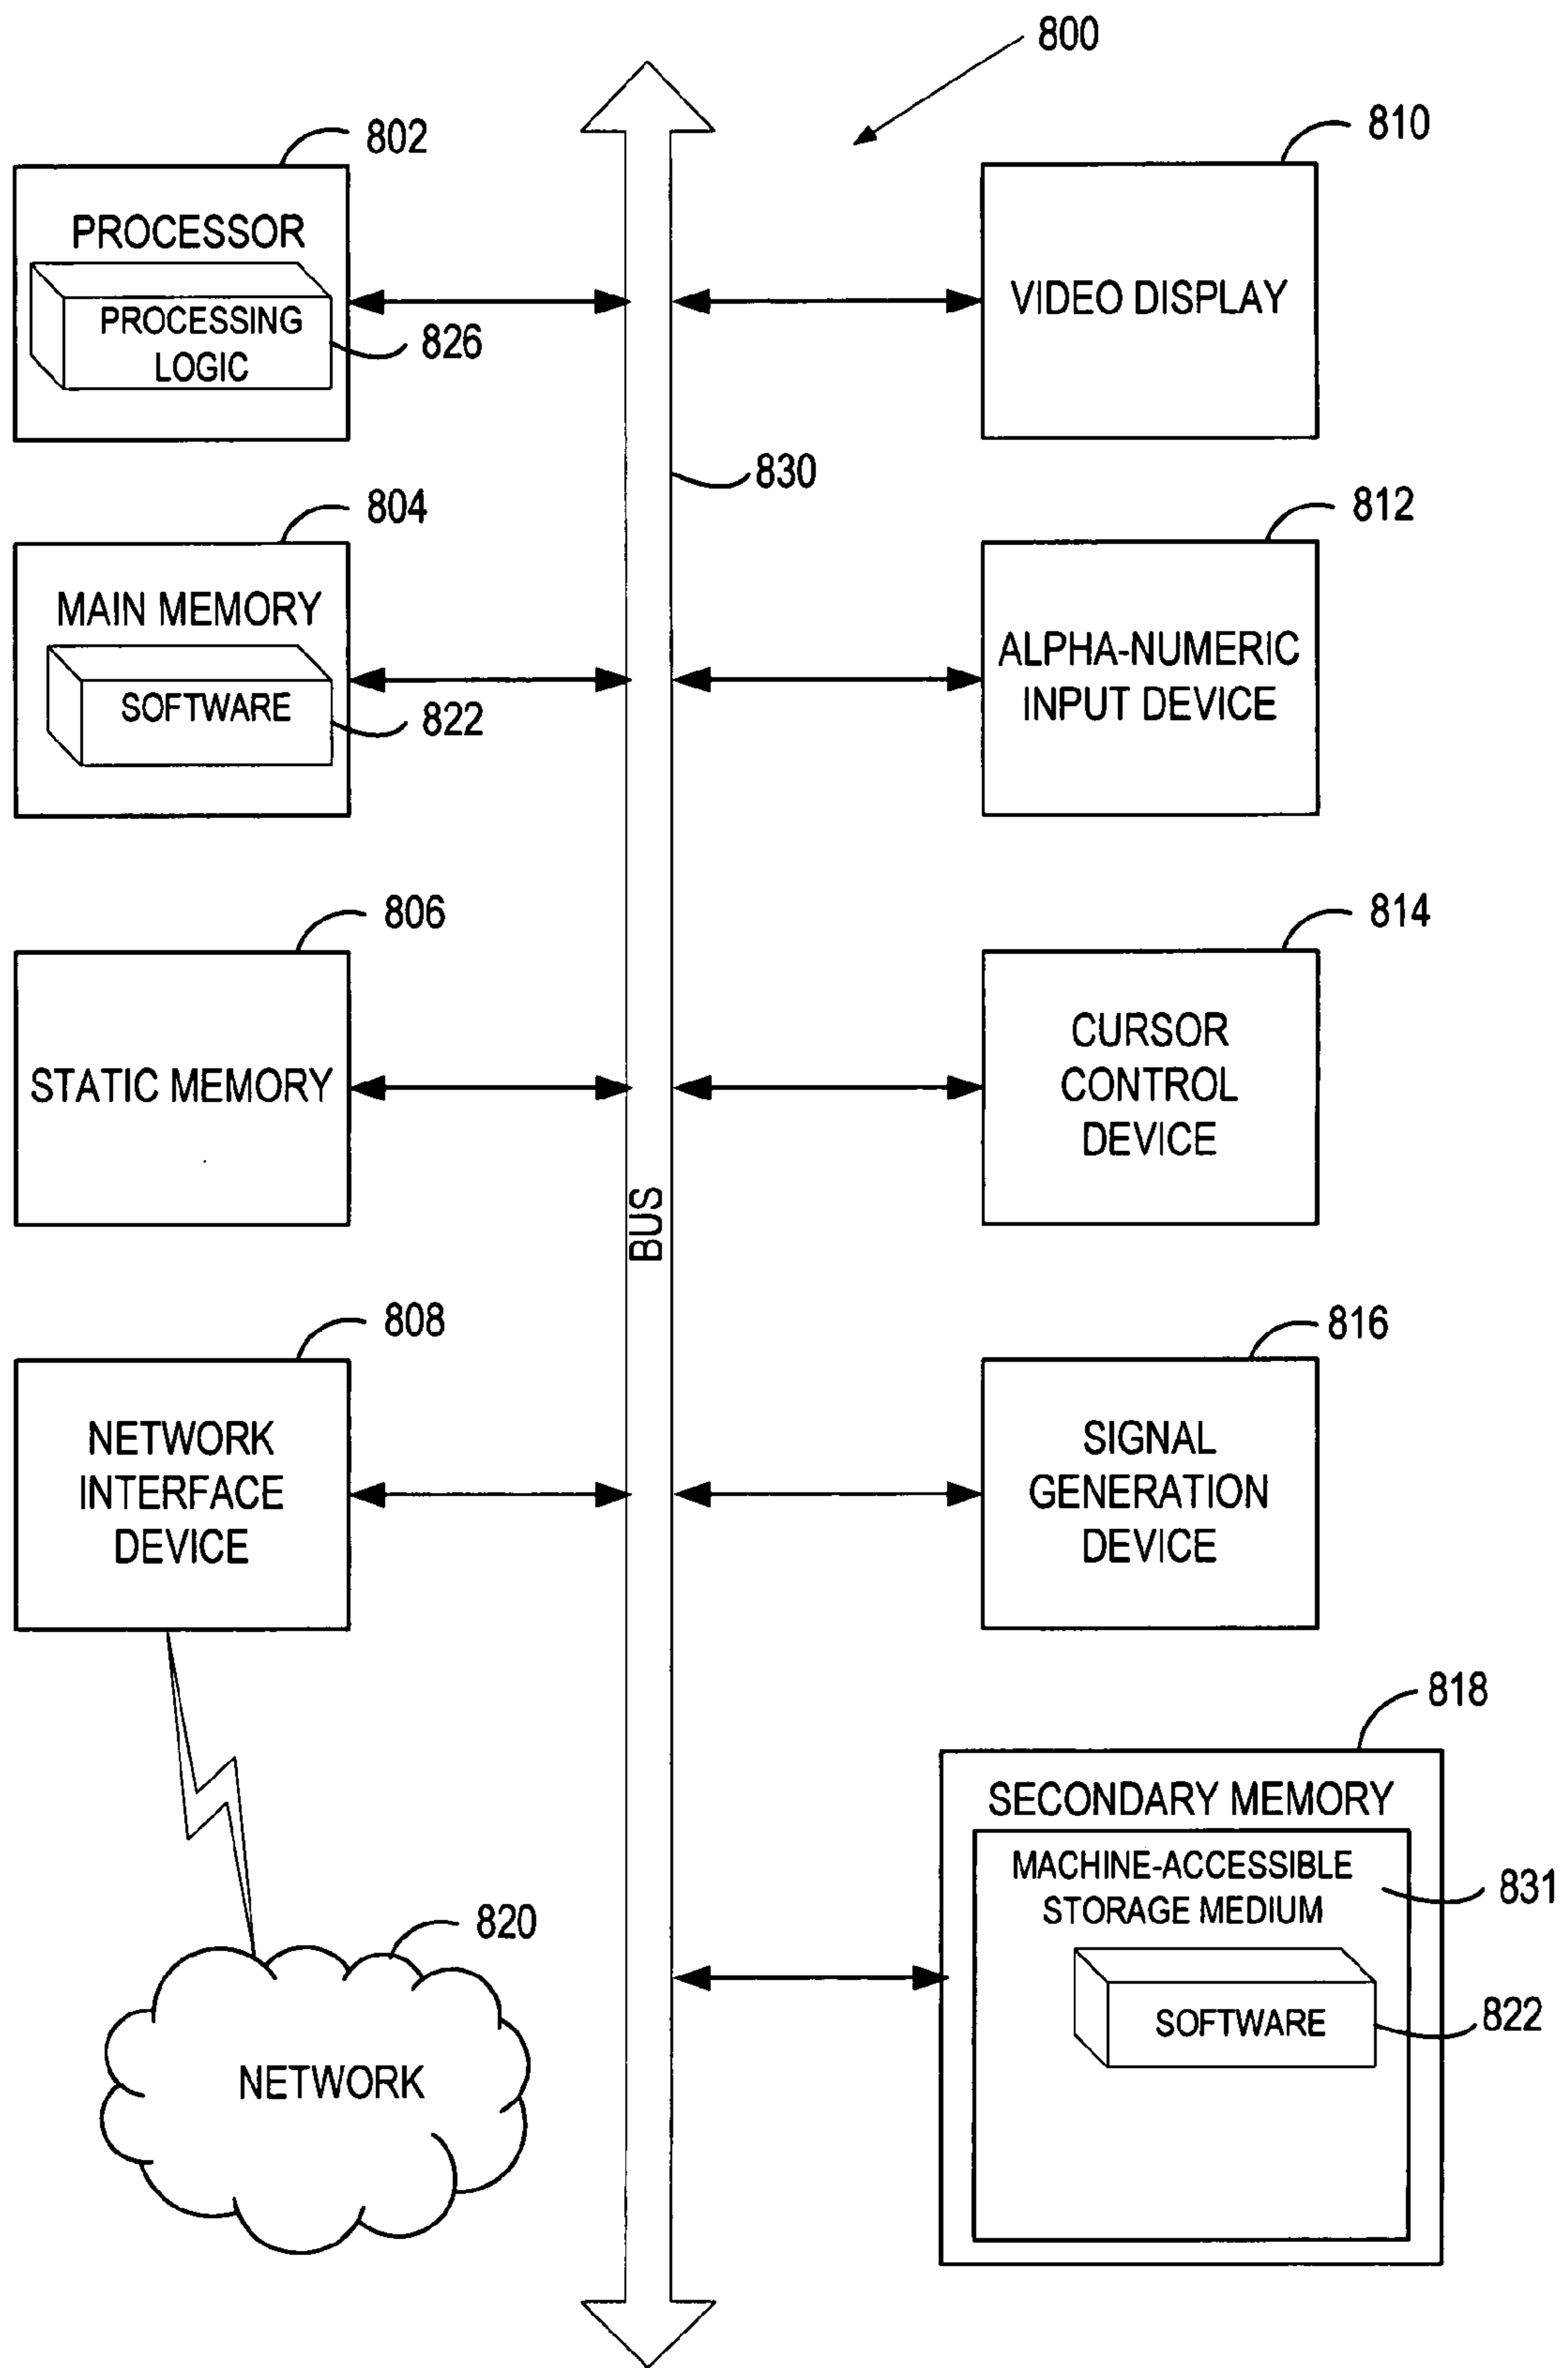 800
802
PROCESSOR
PROCESSING
LOGIC
826
810
VIDEO DISPLAY
830
804
MAIN MEMORY
SOFTWARE
822
812
ALPHA-NUMERIC
INPUT DEVICE
806
STATIC MEMORY
814
CURSOR
CONTROL
DEVICE
BUS
808
NETWORK
INTERFACE
DEVICE
816
SIGNAL
GENERATION
DEVICE
820
NETWORK
818
SECONDARY MEMORY
MACHINE-ACCESSIBLE
STORAGE MEDIUM
831
SOFTWARE
822